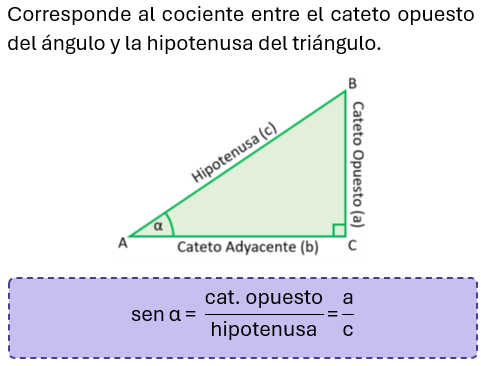 Corresponde al cociente entre el cateto opuesto
del ángulo y la hipotenusa del triángulo.
B
Hipotenusa (c)
Cateto Opuesto (a)
α
A
Cateto Adyacente (b)
C
sen α = cat. opuesto / hipotenusa = a / c